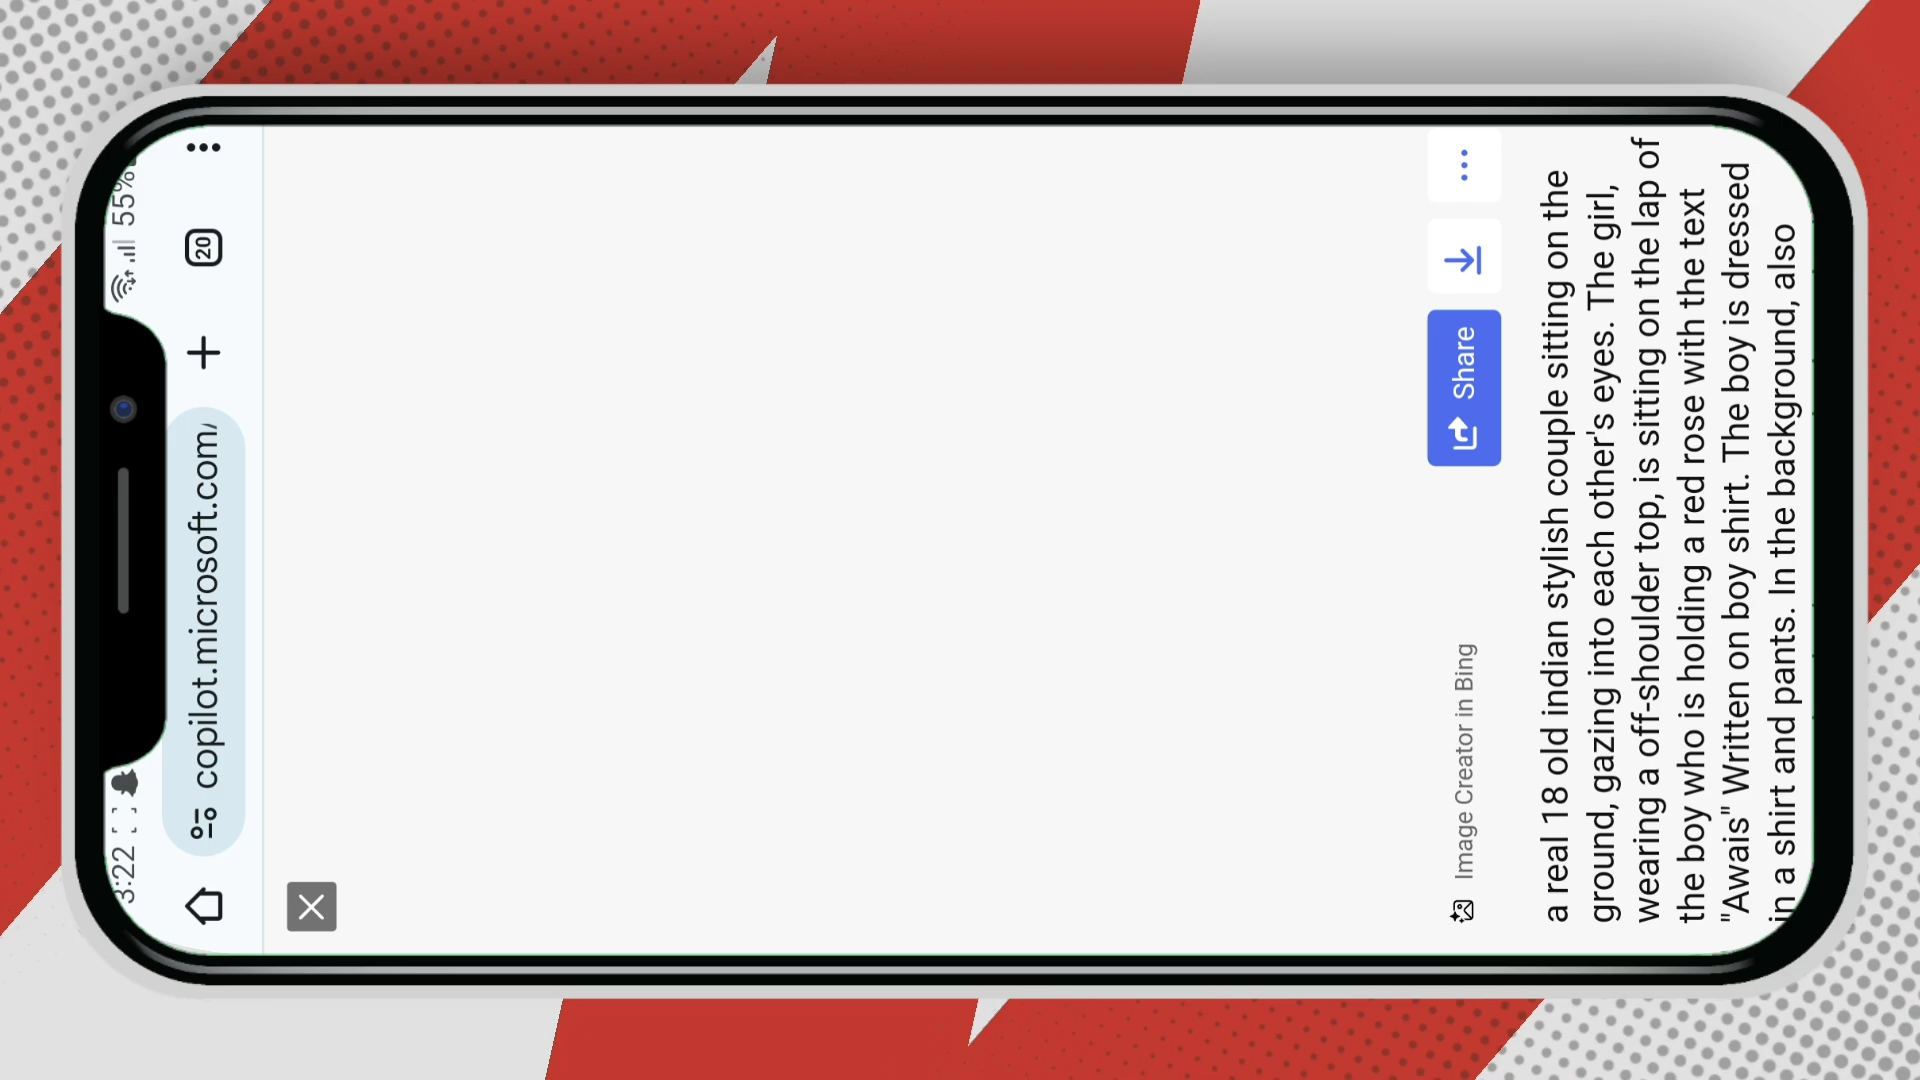 3:22
55%
copilot.microsoft.com/
20
Image Creator in Bing
Share
a real 18 old indian stylish couple sitting on the
ground, gazing into each other's eyes. The girl,
wearing a off-shoulder top, is sitting on the lap of
the boy who is holding a red rose with the text
"Awais" Written on boy shirt. The boy is dressed
in a shirt and pants. In the background, also